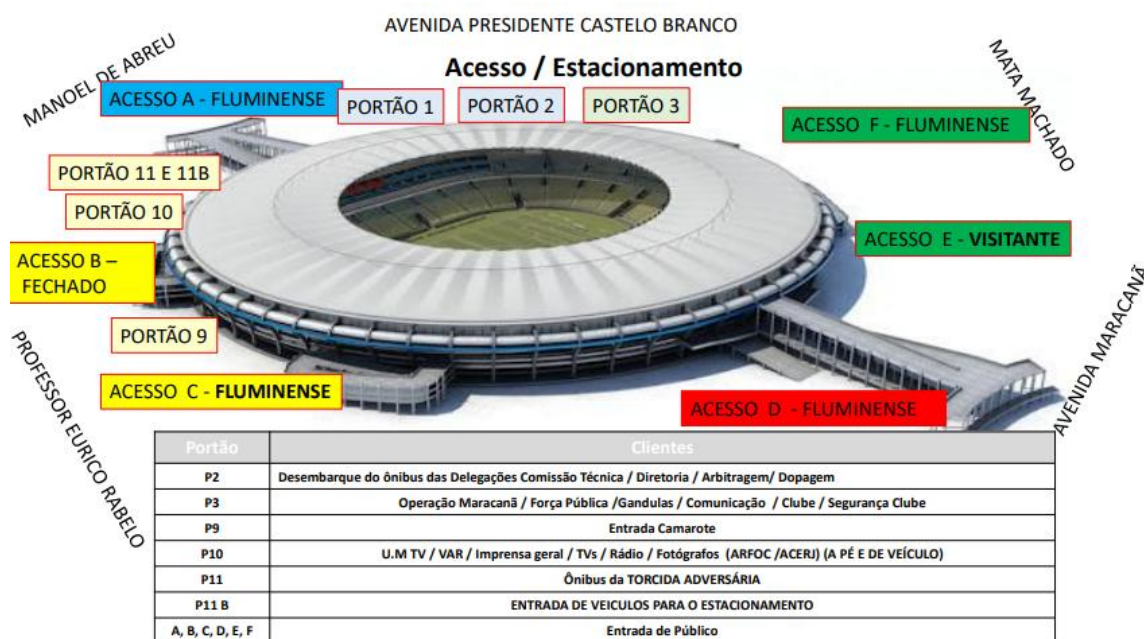 AVENIDA PRESIDENTE CASTELO BRANCO
MANOEL DE ABREU
Acesso / Estacionamento
MATA MACHADO
ACESSO A - FLUMINENSE
PORTÃO 1
PORTÃO 2
PORTÃO 3
ACESSO F - FLUMINENSE
PORTÃO 11 E 11B
PORTÃO 10
ACESSO E - VISITANTE
ACESSO B –
FECHADO
PORTÃO 9
AVENIDA MARACANÃ
PROFESSOR EURICO RABELO
ACESSO C - FLUMINENSE
ACESSO D - FLUMINENSE
Portão Clientes
P2 Desembarque do ônibus das Delegações Comissão Técnica / Diretoria / Arbitragem/ Dopagem
P3 Operação Maracanã / Força Pública /Gandulas / Comunicação / Clube / Segurança Clube
P9 Entrada Camarote
P10 U.M TV / VAR / Imprensa geral / TVs / Rádio / Fotógrafos (ARFOC /ACERJ) (A PÉ E DE VEÍCULO)
P11 Ônibus da TORCIDA ADVERSÁRIA
P11 B ENTRADA DE VEICULOS PARA O ESTACIONAMENTO
A, B, C, D, E, F Entrada de Público